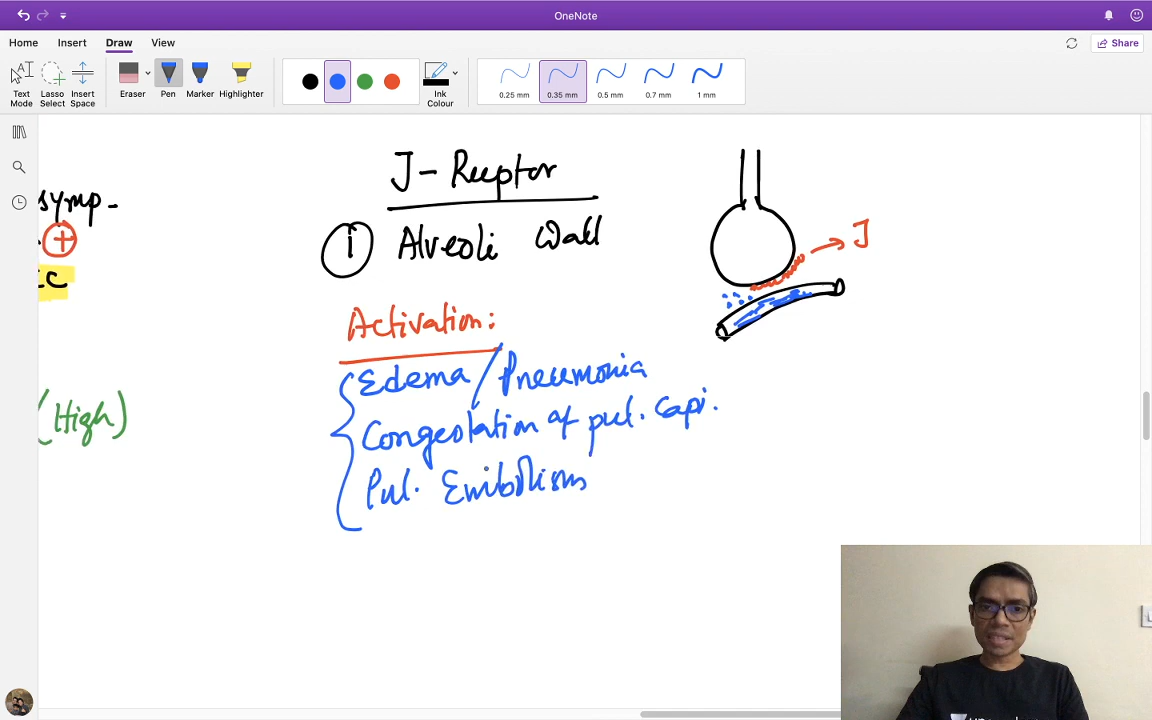 OneNote
Home Insert Draw View
Share
Text Mode
Lasso Select
Insert Space
Eraser
Pen
Marker
Highlighter
Ink Colour
0.25 mm
0.35 mm
0.5 mm
0.7 mm
1 mm
symp-
+
(High)
J-Reeptor
1 Alveoli Wall
J
Activation:
Edema/Pneumonia
Congestation of pul. capi.
Pul. Embolism